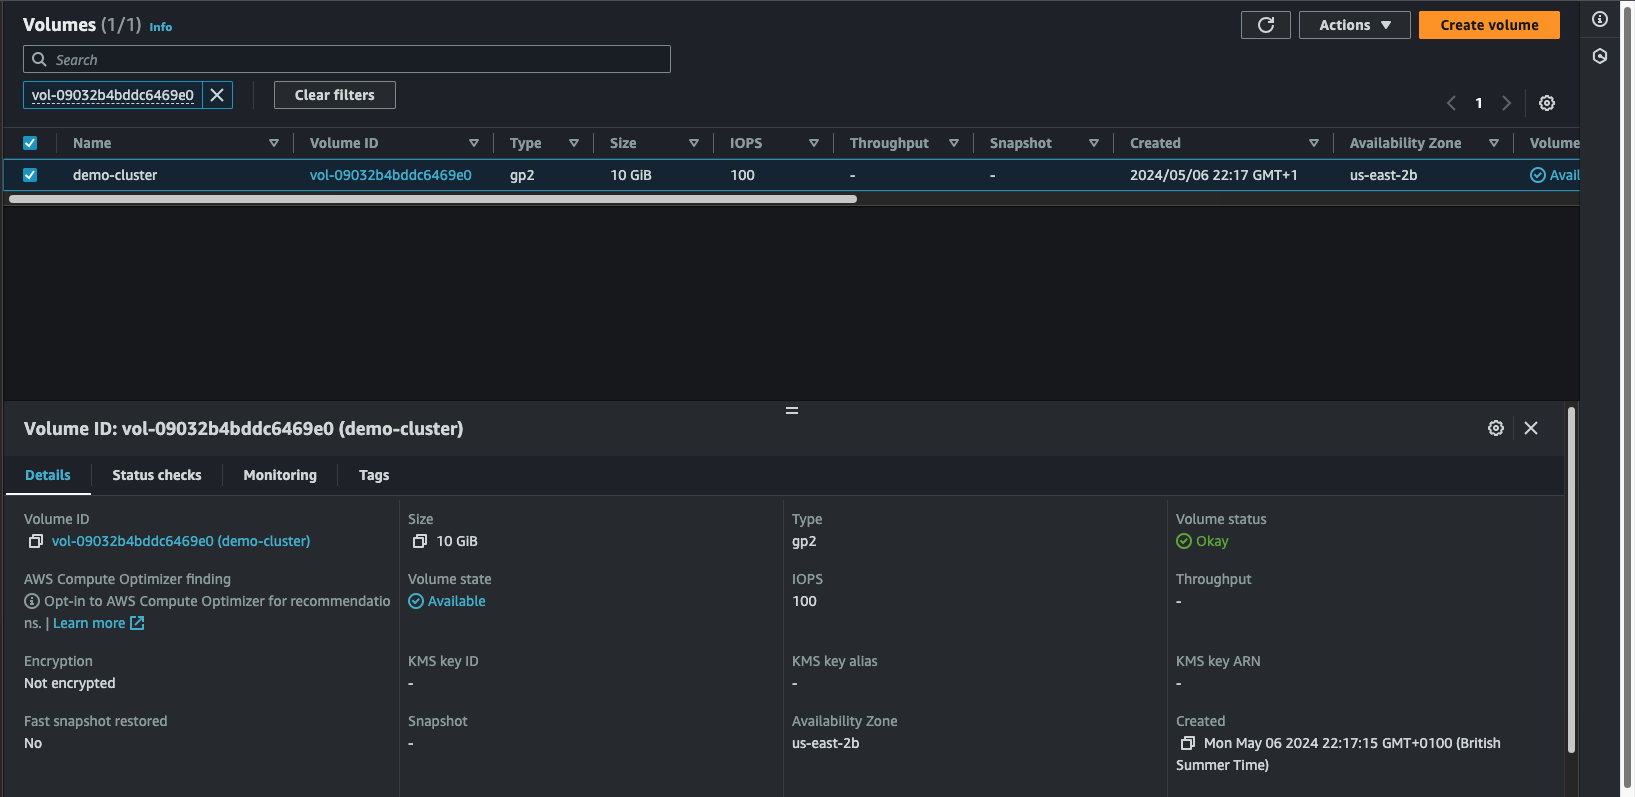 Volumes (1/1) Info
Actions
Create volume
Search
vol-09032b4bddc6469e0
Clear filters
1
Name Volume ID Type Size IOPS Throughput Snapshot Created Availability Zone Volume
demo-cluster vol-09032b4bddc6469e0 gp2 10 GiB 100 - - 2024/05/06 22:17 GMT+1 us-east-2b Avail
Volume ID: vol-09032b4bddc6469e0 (demo-cluster)
Details Status checks Monitoring Tags
Volume ID Size Type Volume status
vol-09032b4bddc6469e0 (demo-cluster) 10 GiB gp2 Okay
AWS Compute Optimizer finding Volume state IOPS Throughput
Opt-in to AWS Compute Optimizer for recommendatio Available 100 -
ns. | Learn more
Encryption KMS key ID KMS key alias KMS key ARN
Not encrypted - - -
Fast snapshot restored Snapshot Availability Zone Created
No - us-east-2b Mon May 06 2024 22:17:15 GMT+0100 (British
Summer Time)